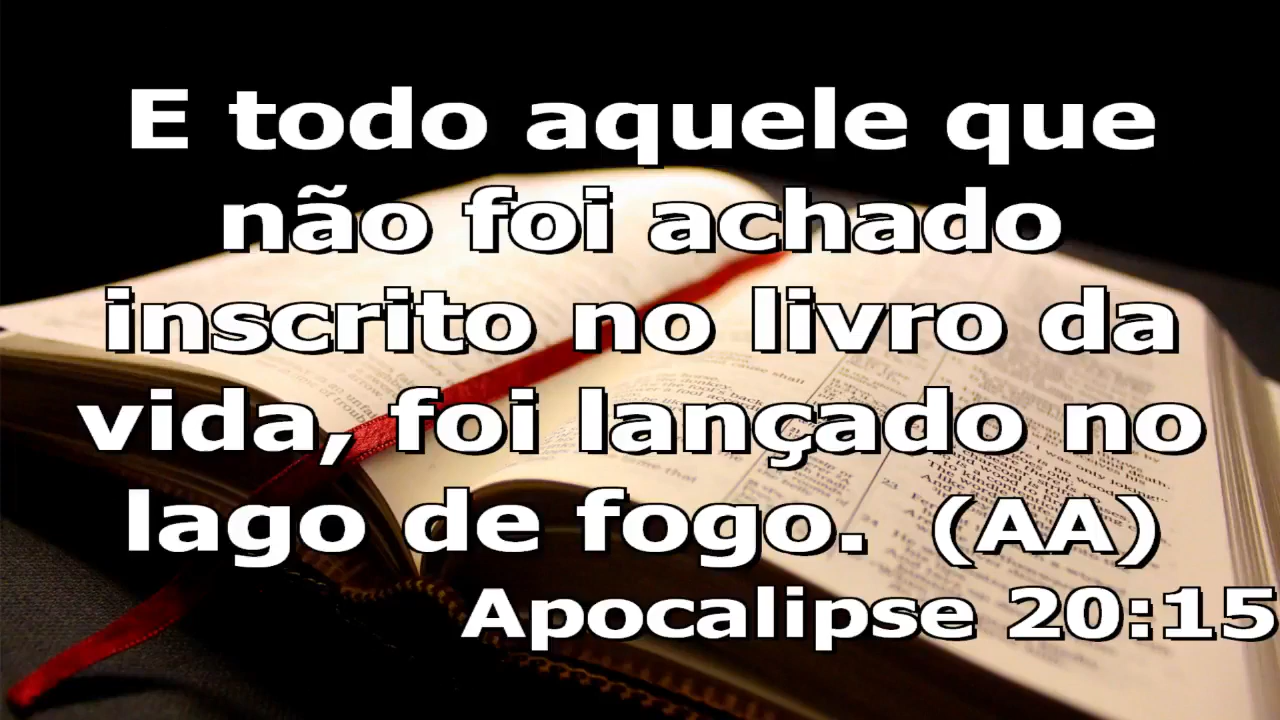 E todo aquele que
não foi achado
inscrito no livro da
vida, foi lançado no
lago de fogo. (AA)
Apocalipse 20:15